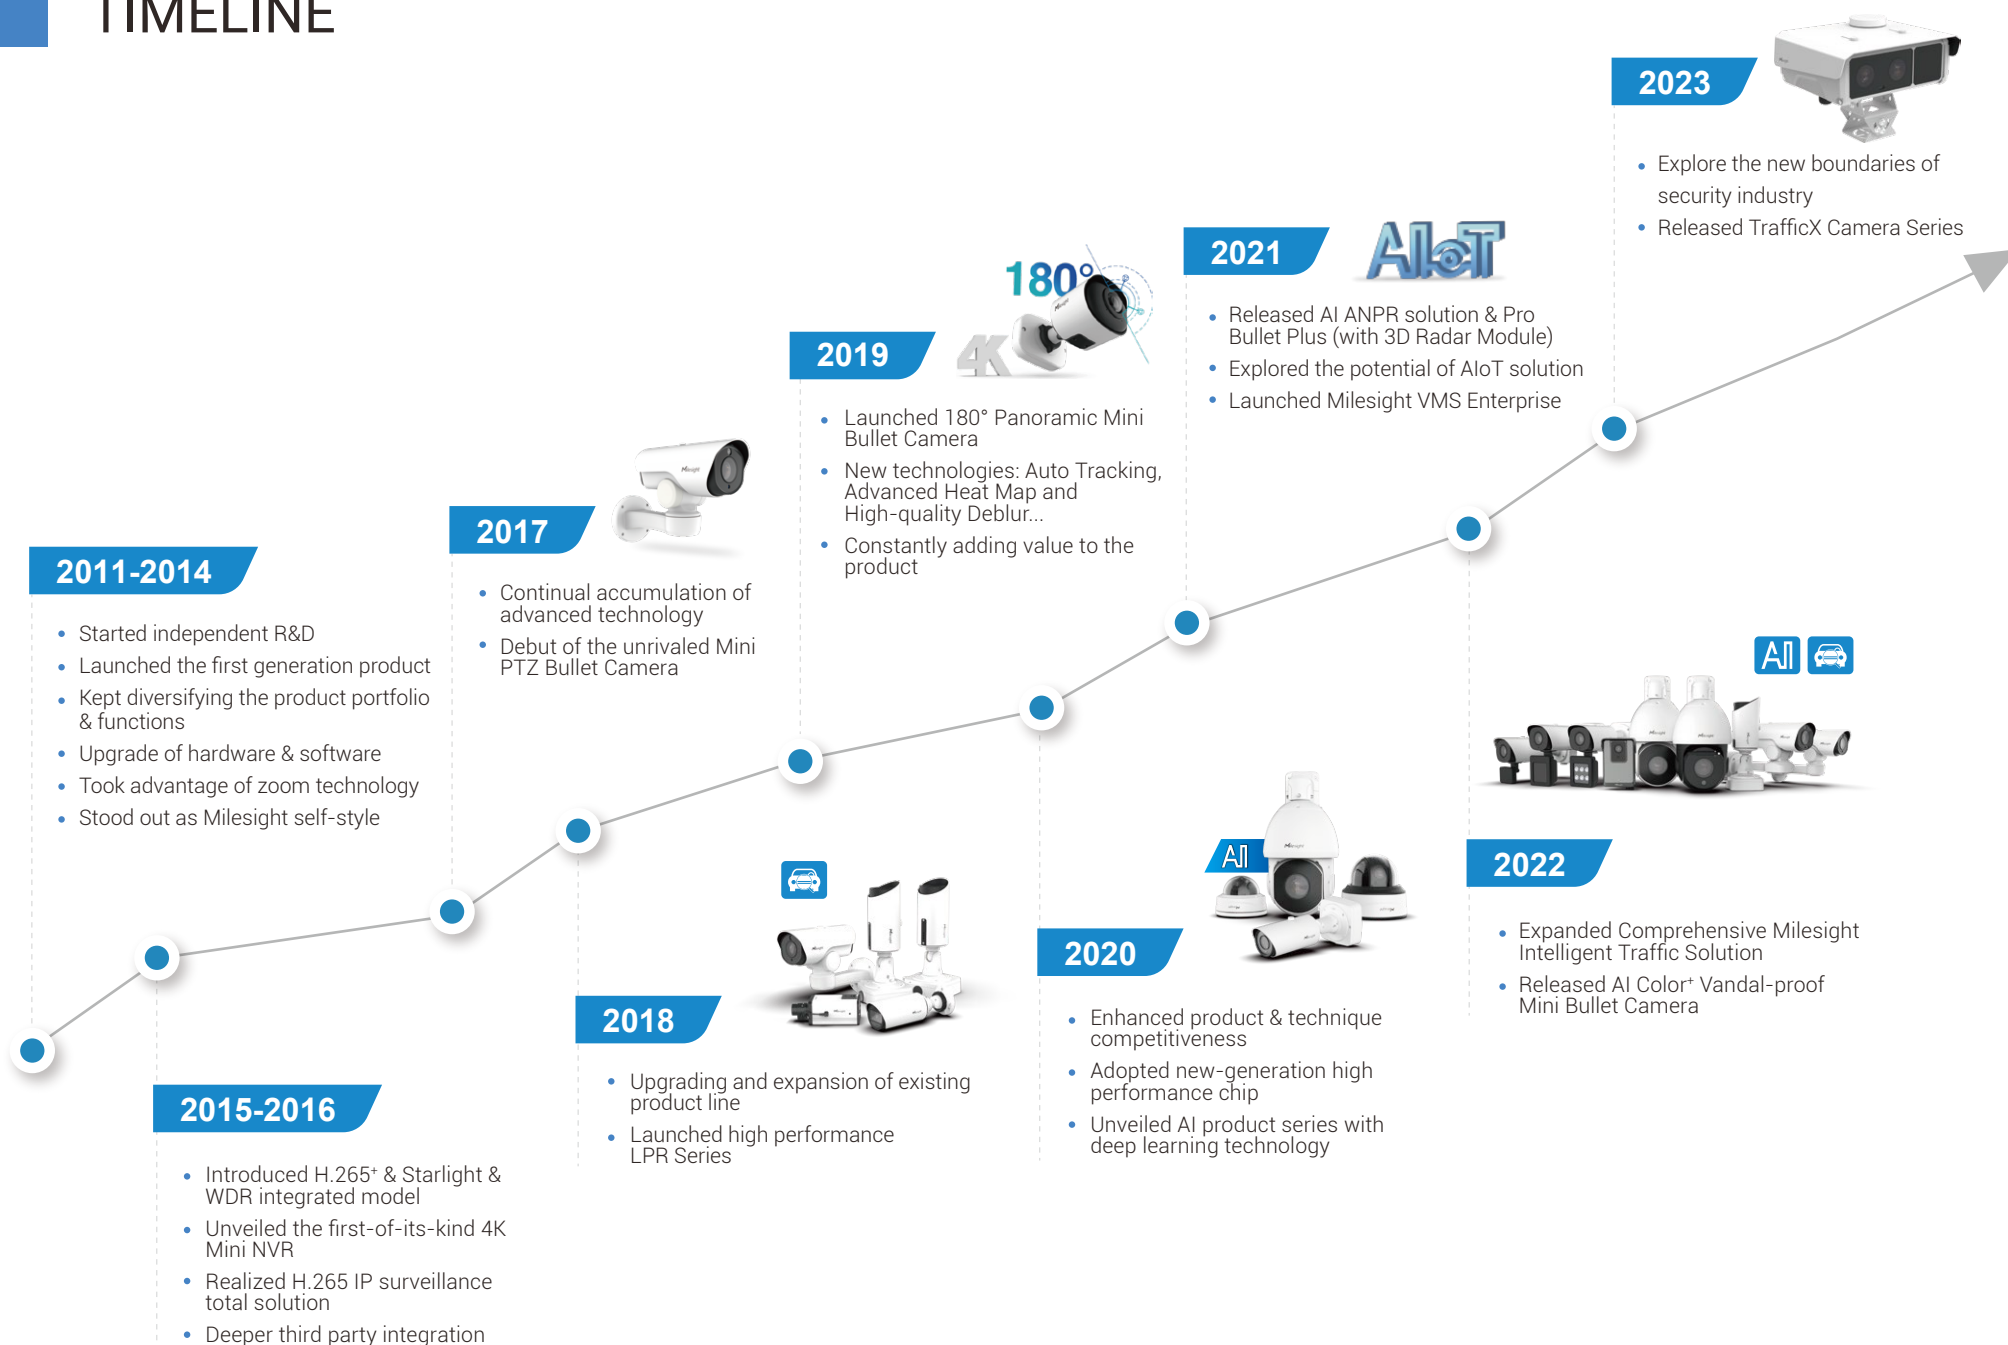 TIMELINE
2011-2014
Started independent R&D
Launched the first generation product
Kept diversifying the product portfolio
& functions
Upgrade of hardware & software
Took advantage of zoom technology
Stood out as Milesight self-style
2015-2016
Introduced H.265⁺ & Starlight &
WDR integrated model
Unveiled the first-of-its-kind 4K
Mini NVR
Realized H.265 IP surveillance
total solution
Deeper third party integration
2017
Milesight
Continual accumulation of
advanced technology
Debut of the unrivaled Mini
PTZ Bullet Camera
2018
Upgrading and expansion of existing
product line
Launched high performance
LPR Series
2019
180°
4K
Milesight
Launched 180° Panoramic Mini
Bullet Camera
New technologies: Auto Tracking,
Advanced Heat Map and
High-quality Deblur...
Constantly adding value to the
product
2020
AI
Milesight
Enhanced product & technique
competitiveness
Adopted new-generation high
performance chip
Unveiled AI product series with
deep learning technology
2021
AIoT
Released AI ANPR solution & Pro
Bullet Plus (with 3D Radar Module)
Explored the potential of AIoT solution
Launched Milesight VMS Enterprise
2022
AI
Expanded Comprehensive Milesight
Intelligent Traffic Solution
Released AI Color⁺ Vandal-proof
Mini Bullet Camera
2023
Explore the new boundaries of
security industry
Released TrafficX Camera Series